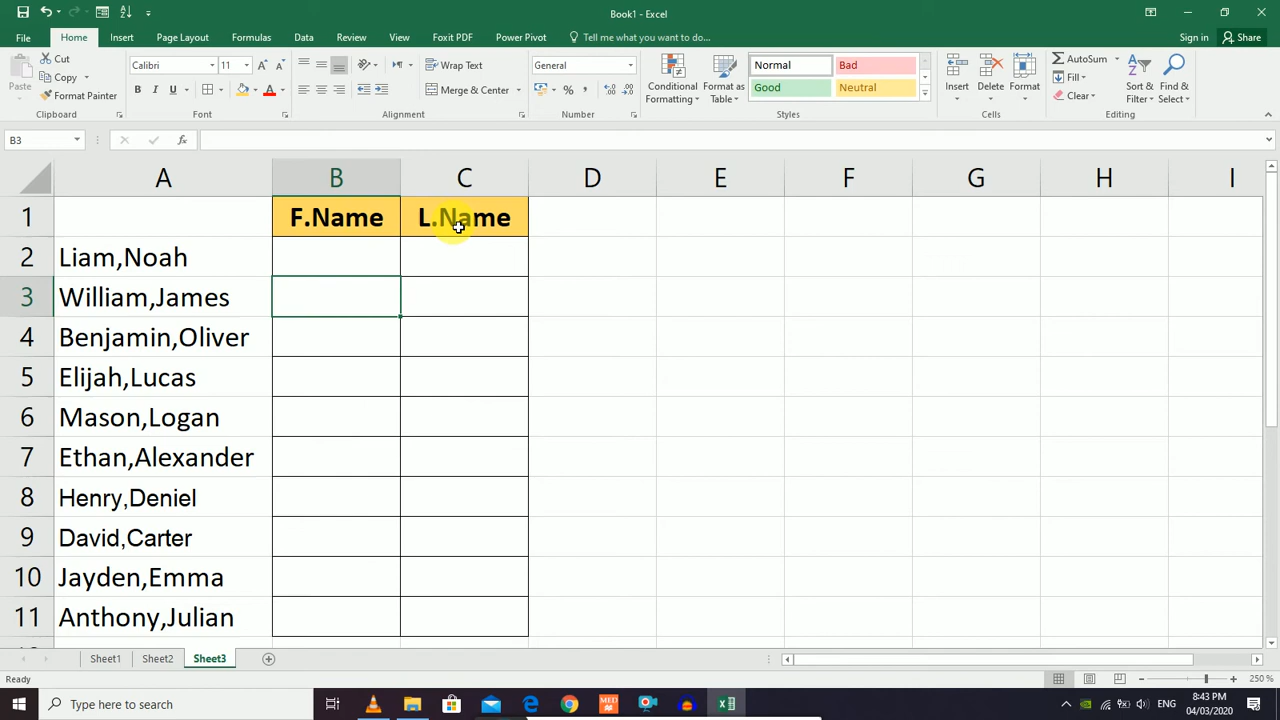 Book1 - Excel
File Home Insert Page Layout Formulas Data Review View Foxit PDF Power Pivot Tell me what you want to do... Sign in Share
Paste Cut Copy Format Painter Clipboard
Calibri 11 B I U A Font
Wrap Text Merge & Center Alignment
General % , Number
Conditional Formatting Format as Table Normal Bad Good Neutral Styles
Insert Delete Format Cells
AutoSum Fill Clear Sort & Filter Find & Select Editing
B3 fx
A B C D E F G H I
1 F.Name L.Name
2 Liam,Noah
3 William,James
4 Benjamin,Oliver
5 Elijah,Lucas
6 Mason,Logan
7 Ethan,Alexander
8 Henry,Deniel
9 David,Carter
10 Jayden,Emma
11 Anthony,Julian
Sheet1 Sheet2 Sheet3
Ready 250 %
Type here to search 8:43 PM
04/03/2020